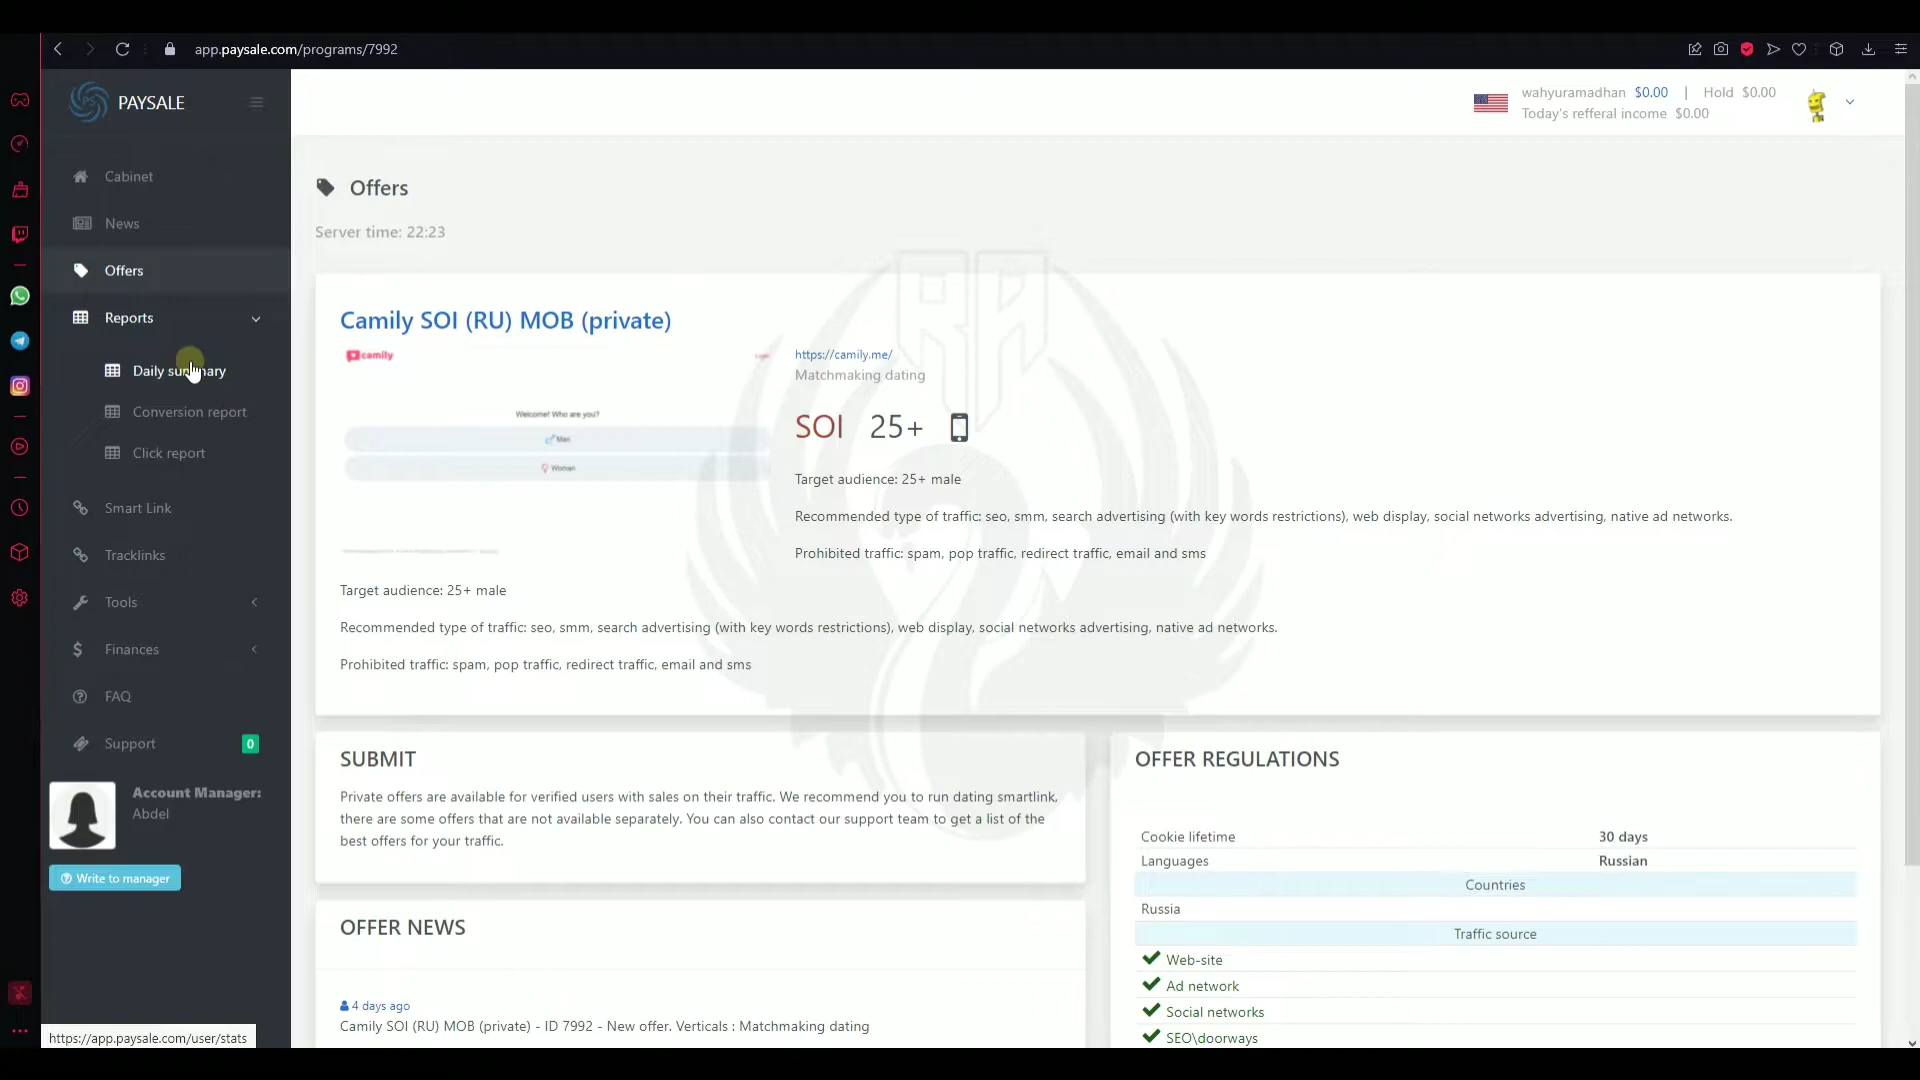 app.paysale.com/programs/7992
PAYSALE
wahyuramadhan $0.00 | Hold $0.00
Today's refferal income $0.00
Cabinet
News
Offers
Reports
Daily summary
Conversion report
Click report
Smart Link
Tracklinks
Tools
Finances
FAQ
Support 0
Account Manager:
Abdel
Write to manager
https://app.paysale.com/user/stats
Offers
Server time: 22:23
Camily SOI (RU) MOB (private)
camily
Login
Welcome! Who are you?
Man
Woman
https://camily.me/
Matchmaking dating
SOI 25+
Target audience: 25+ male
Recommended type of traffic: seo, smm, search advertising (with key words restrictions), web display, social networks advertising, native ad networks.
Prohibited traffic: spam, pop traffic, redirect traffic, email and sms
Target audience: 25+ male
Recommended type of traffic: seo, smm, search advertising (with key words restrictions), web display, social networks advertising, native ad networks.
Prohibited traffic: spam, pop traffic, redirect traffic, email and sms
SUBMIT
Private offers are available for verified users with sales on their traffic. We recommend you to run dating smartlink,
there are some offers that are not available separately. You can also contact our support team to get a list of the
best offers for your traffic.
OFFER NEWS
4 days ago
Camily SOI (RU) MOB (private) - ID 7992 - New offer. Verticals : Matchmaking dating
OFFER REGULATIONS
Cookie lifetime 30 days
Languages Russian
Countries
Russia
Traffic source
Web-site
Ad network
Social networks
SEO\doorways